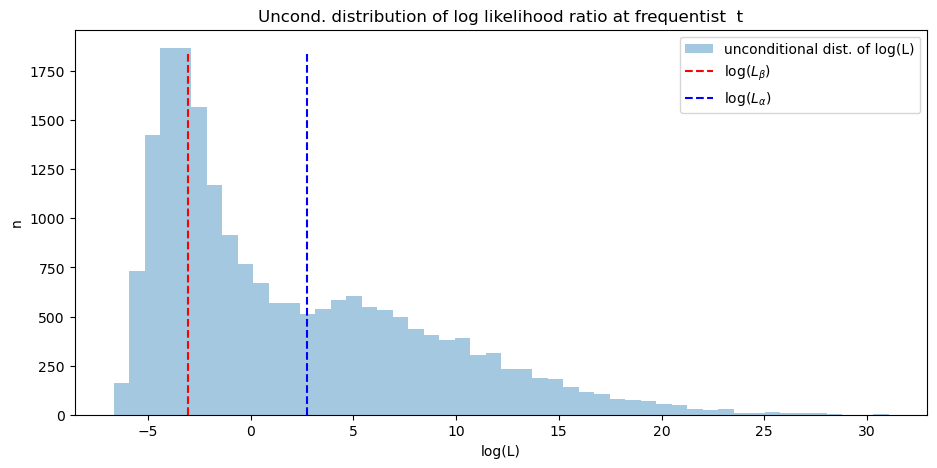 Uncond. distribution of log likelihood ratio at frequentist  t
unconditional dist. of log(L)
log(L_β)
log(L_α)
n
1750
1500
1250
1000
750
500
250
0
−5
0
5
10
15
20
25
30
log(L)